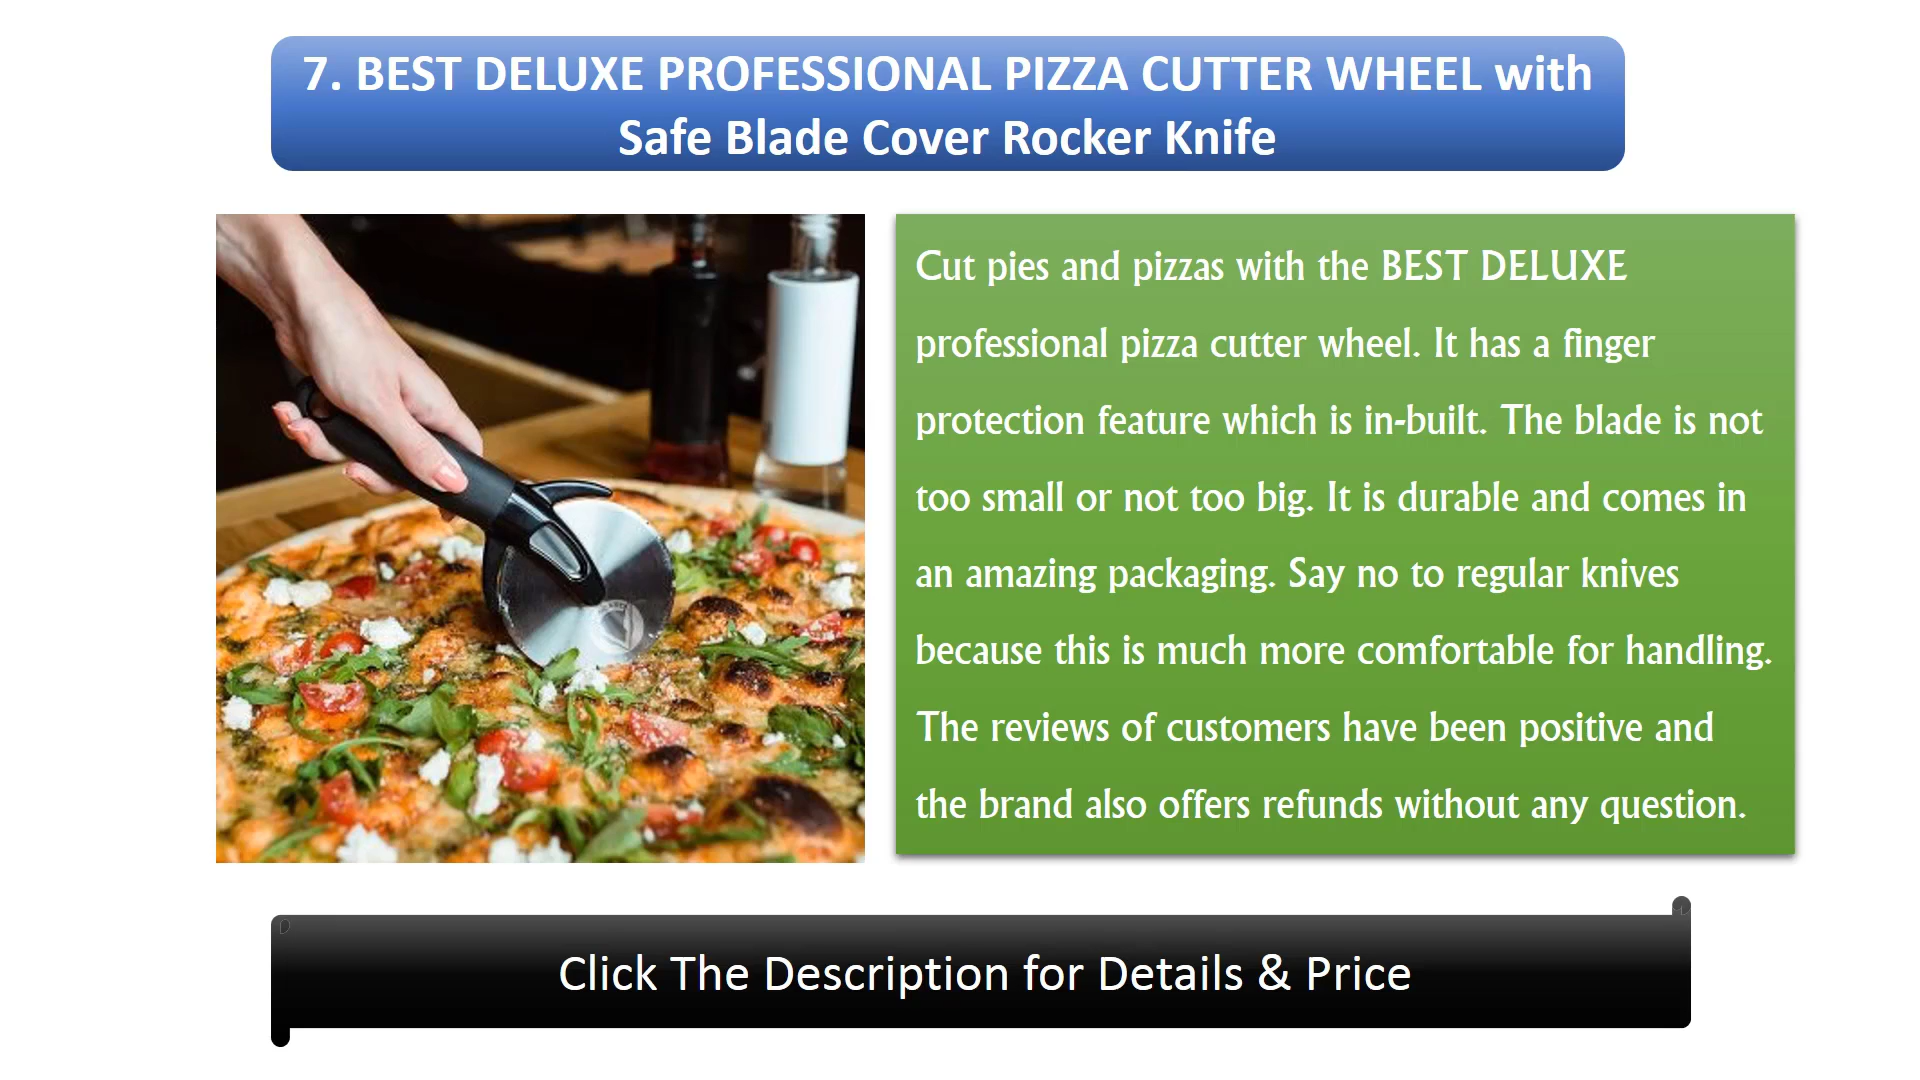 7. BEST DELUXE PROFESSIONAL PIZZA CUTTER WHEEL with
Safe Blade Cover Rocker Knife
Cut pies and pizzas with the BEST DELUXE
professional pizza cutter wheel. It has a finger
protection feature which is in-built. The blade is not
too small or not too big. It is durable and comes in
an amazing packaging. Say no to regular knives
because this is much more comfortable for handling.
The reviews of customers have been positive and
the brand also offers refunds without any question.
Click The Description for Details & Price